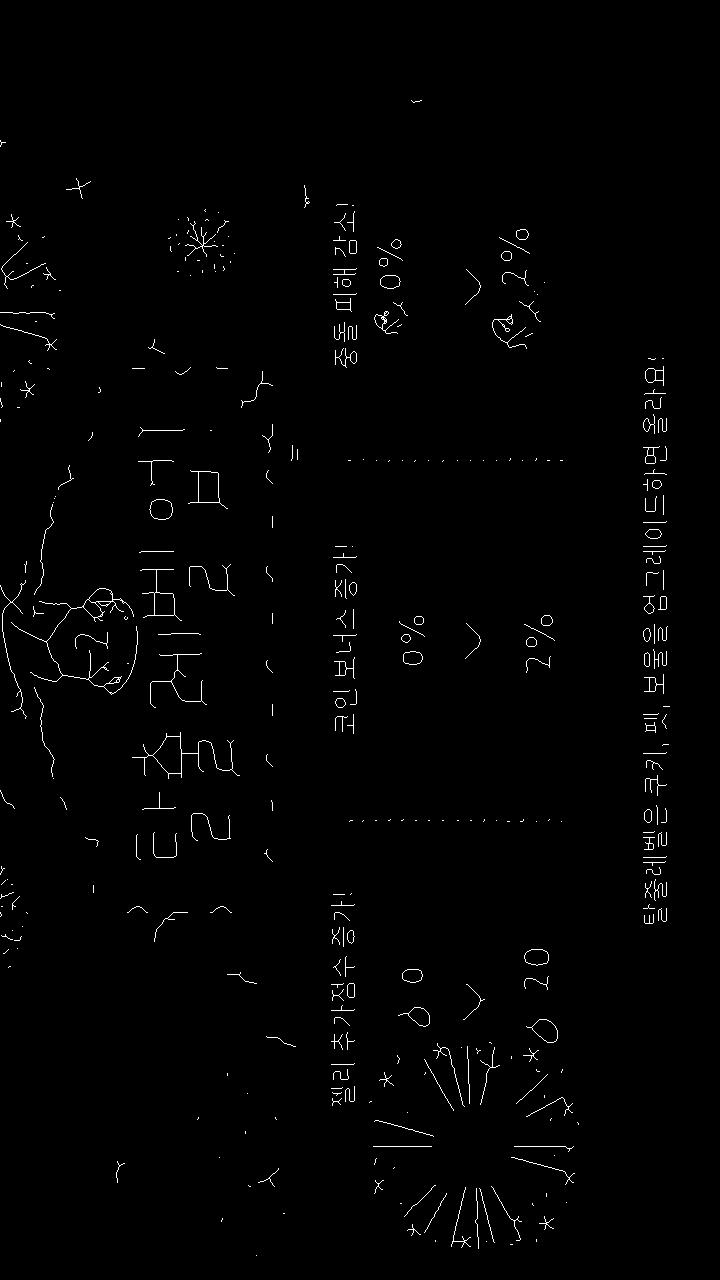 2
탈출 레벨 업!
젤리 추가점수 증가! 코인 보너스 증가! 충돌 피해 감소!
0 0% 0%
20 2% 2%
탈출레벨은 쿠키, 펫, 보물을 업그레이드하면 올라요!